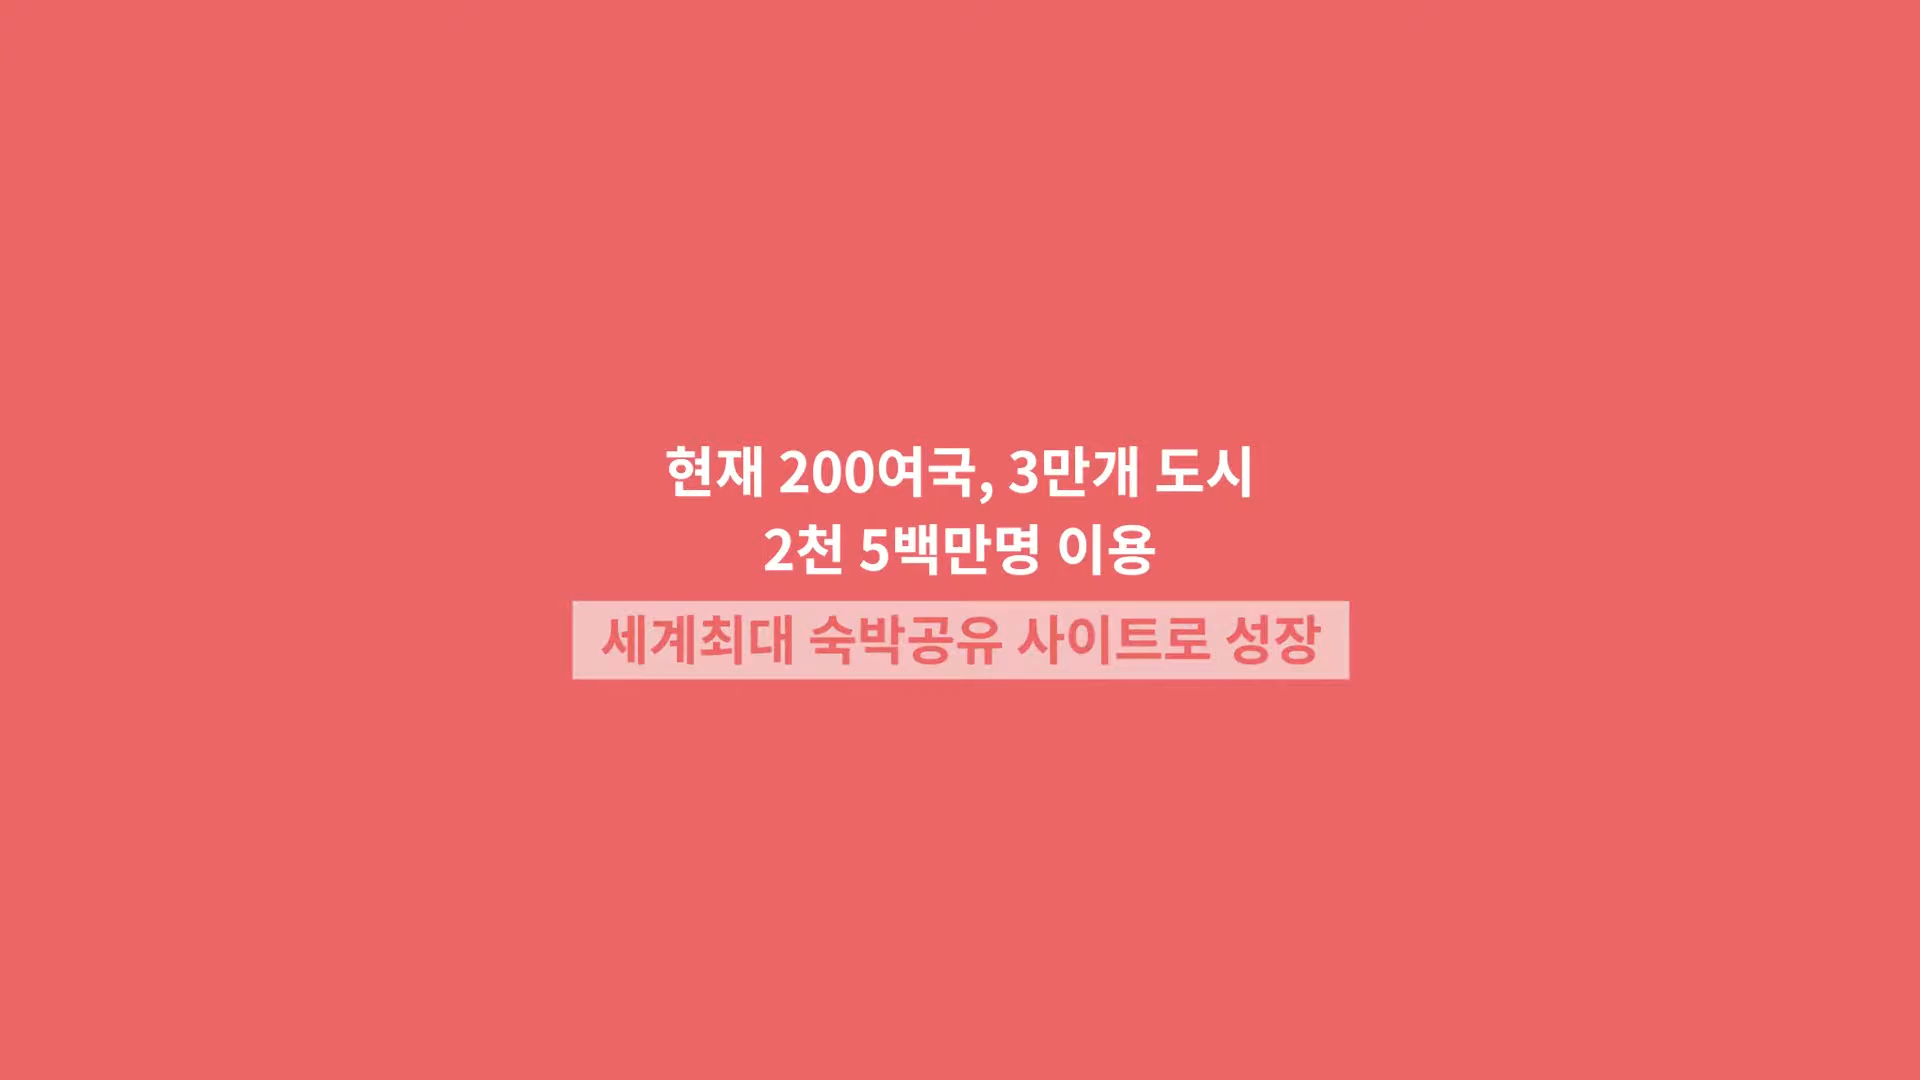 현재 200여국, 3만개 도시
2천 5백만명 이용
세계최대 숙박공유 사이트로 성장